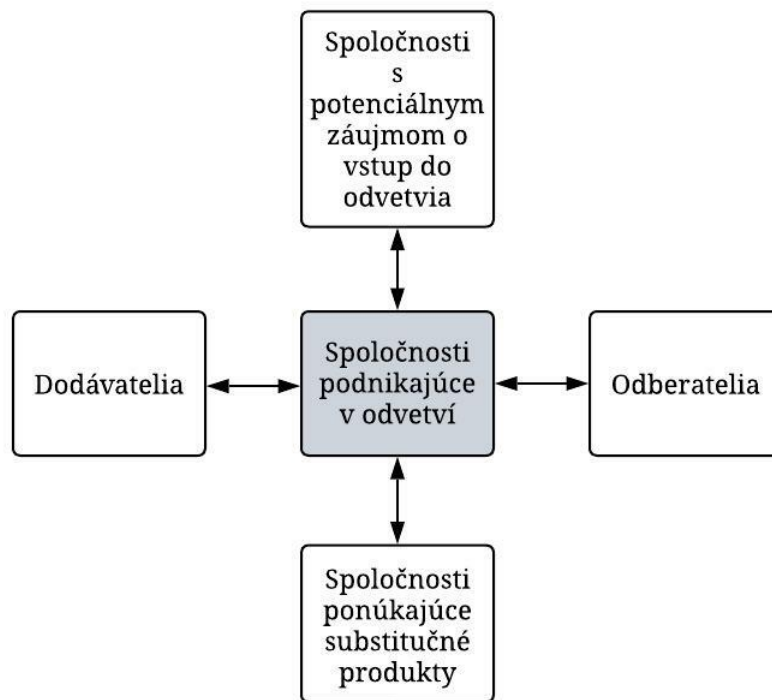 Spoločnosti
s
potenciálnym
záujmom o
vstup do
odvetvia
Dodávatelia
Spoločnosti
podnikajúce
v odvetví
Odberatelia
Spoločnosti
ponúkajúce
substitučné
produkty